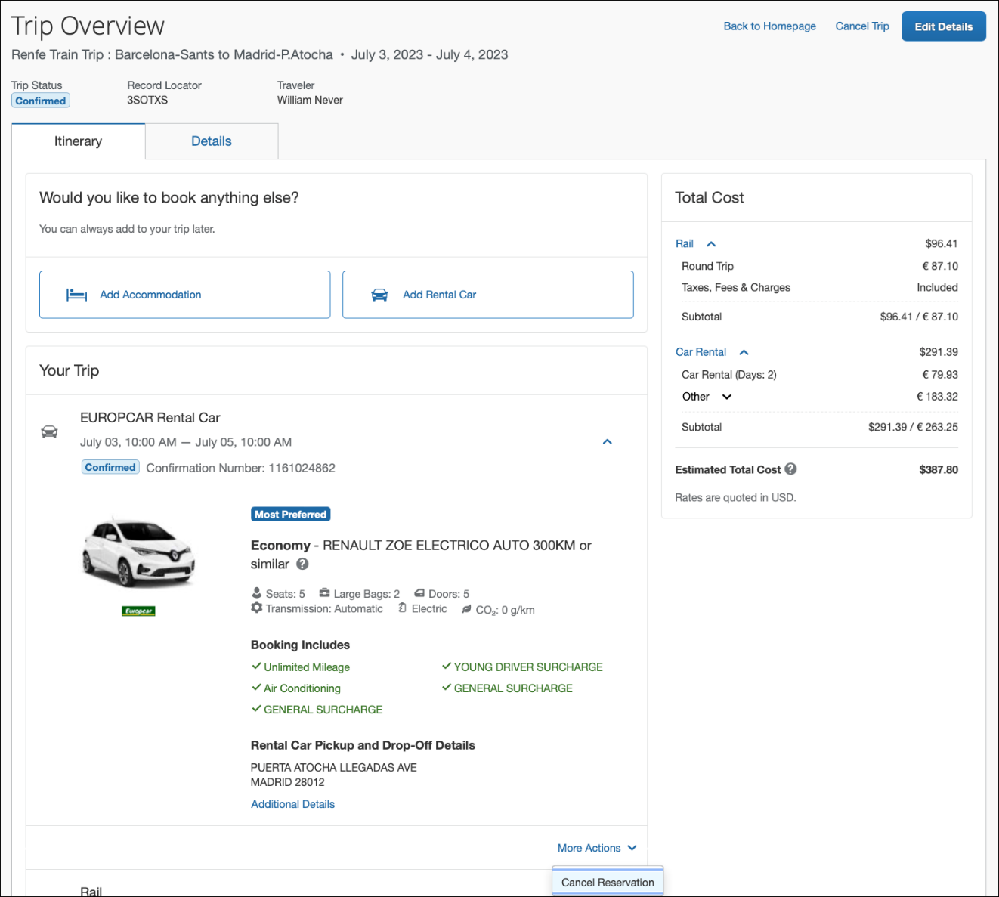 Trip Overview
Back to Homepage
Cancel Trip
Edit Details
Renfe Train Trip : Barcelona-Sants to Madrid-P.Atocha • July 3, 2023 - July 4, 2023
Trip Status
Record Locator
Traveler
Confirmed
3SOTXS
William Never
Itinerary
Details
Would you like to book anything else?
You can always add to your trip later.
Add Accommodation
Add Rental Car
Your Trip
EUROPCAR Rental Car
July 03, 10:00 AM — July 05, 10:00 AM
Confirmed Confirmation Number: 1161024862
Europcar
Most Preferred
Economy - RENAULT ZOE ELECTRICO AUTO 300KM or
similar
Seats: 5 Large Bags: 2 Doors: 5
Transmission: Automatic Electric CO₂: 0 g/km
Booking Includes
Unlimited Mileage
YOUNG DRIVER SURCHARGE
Air Conditioning
GENERAL SURCHARGE
GENERAL SURCHARGE
Rental Car Pickup and Drop-Off Details
PUERTA ATOCHA LLEGADAS AVE
MADRID 28012
Additional Details
More Actions
Cancel Reservation
Rail
Total Cost
Rail $96.41
Round Trip € 87.10
Taxes, Fees & Charges Included
Subtotal $96.41 / € 87.10
Car Rental $291.39
Car Rental (Days: 2) € 79.93
Other € 183.32
Subtotal $291.39 / € 263.25
Estimated Total Cost ? $387.80
Rates are quoted in USD.